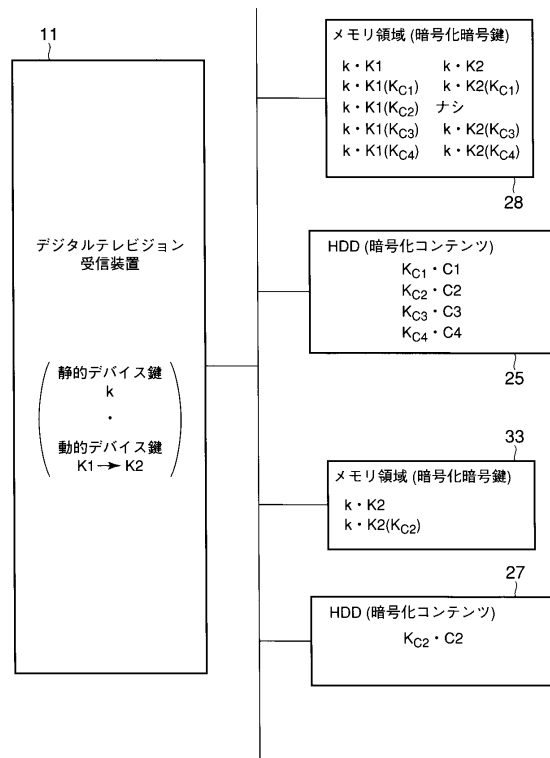 11
デジタルテレビジョン
受信装置
静的デバイス鍵
k
・
動的デバイス鍵
K1→K2
メモリ領域 (暗号化暗号鍵)
k・K1 k・K2
k・K1(KC1) k・K2(KC1)
k・K1(KC2) ナシ
k・K1(KC3) k・K2(KC3)
k・K1(KC4) k・K2(KC4)
28
HDD (暗号化コンテンツ)
KC1・C1
KC2・C2
KC3・C3
KC4・C4
25
33
メモリ領域 (暗号化暗号鍵)
k・K2
k・K2(KC2)
27
HDD (暗号化コンテンツ)
KC2・C2